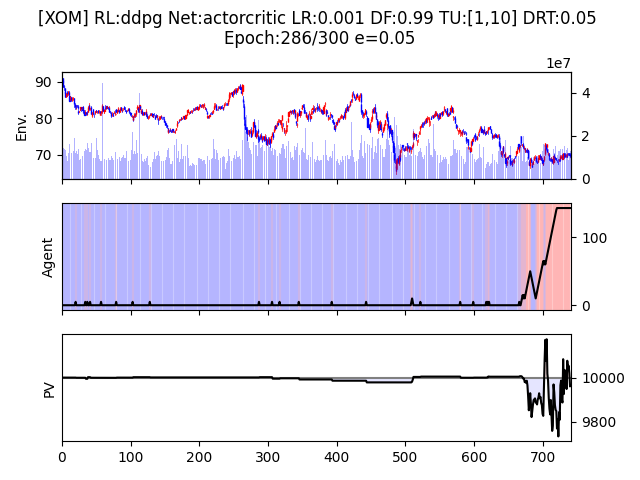 [XOM] RL:ddpg Net:actorcritic LR:0.001 DF:0.99 TU:[1,10] DRT:0.05
Epoch:286/300 e=0.05
1e7
90
80
70
Env.
4
2
0
Agent
100
0
PV
10000
9800
0 100 200 300 400 500 600 700